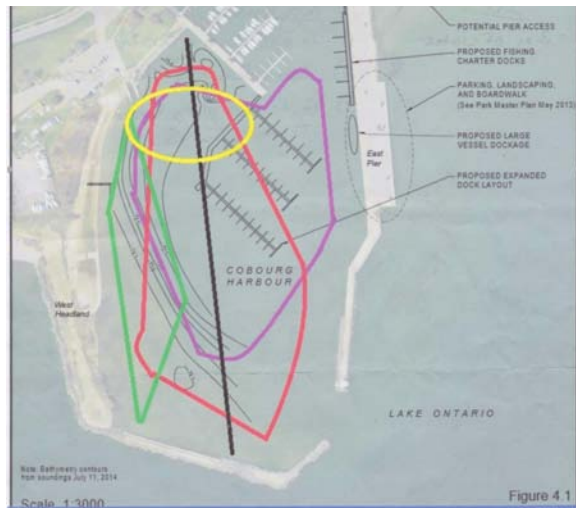 POTENTIAL PIER ACCESS
PROPOSED FISHING
CHARTER DOCKS
PARKING, LANDSCAPING,
AND BOARDWALK
(See Park Master Plan May 2013)
PROPOSED LARGE
VESSEL DOCKAGE
East
Pier
PROPOSED EXPANDED
DOCK LAYOUT
COBOURG
HARBOUR
West
Headland
LAKE ONTARIO
Note: Bathymetry contours
from soundings July 11, 2014
Scale 1:3000
Figure 4.1